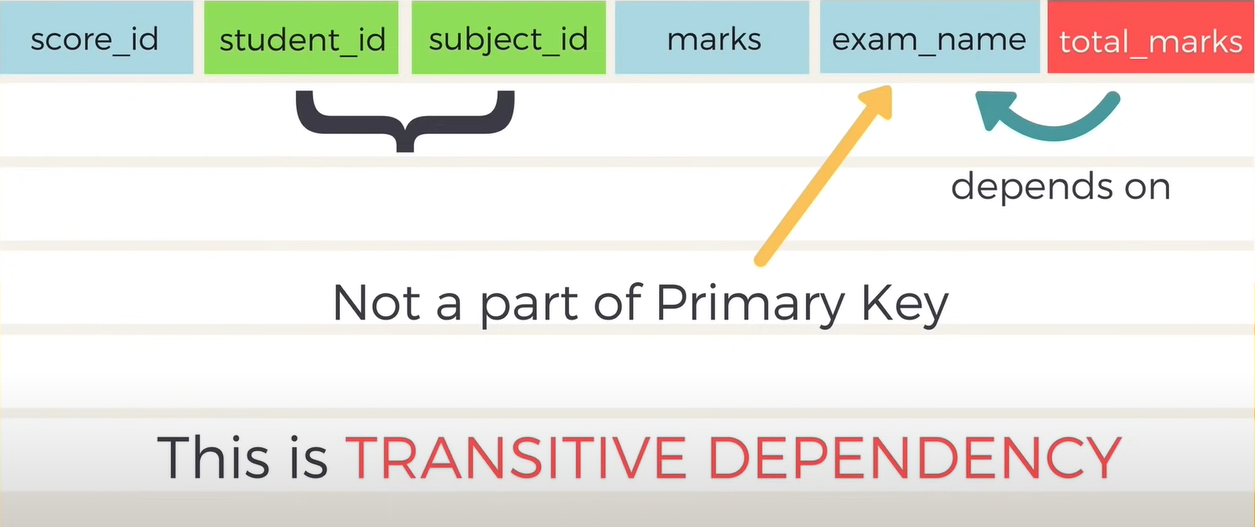 score_id student_id subject_id marks exam_name total_marks
depends on
Not a part of Primary Key
This is TRANSITIVE DEPENDENCY